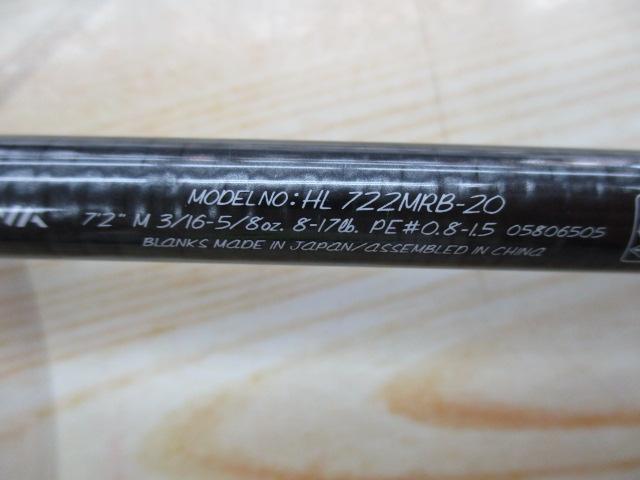 MODEL NO: HL 722MRB-20
7'2" M 3/16-5/8oz. 8-17lb. PE#0.8-1.5 05806505
BLANKS MADE IN JAPAN/ASSEMBLED IN CHINA